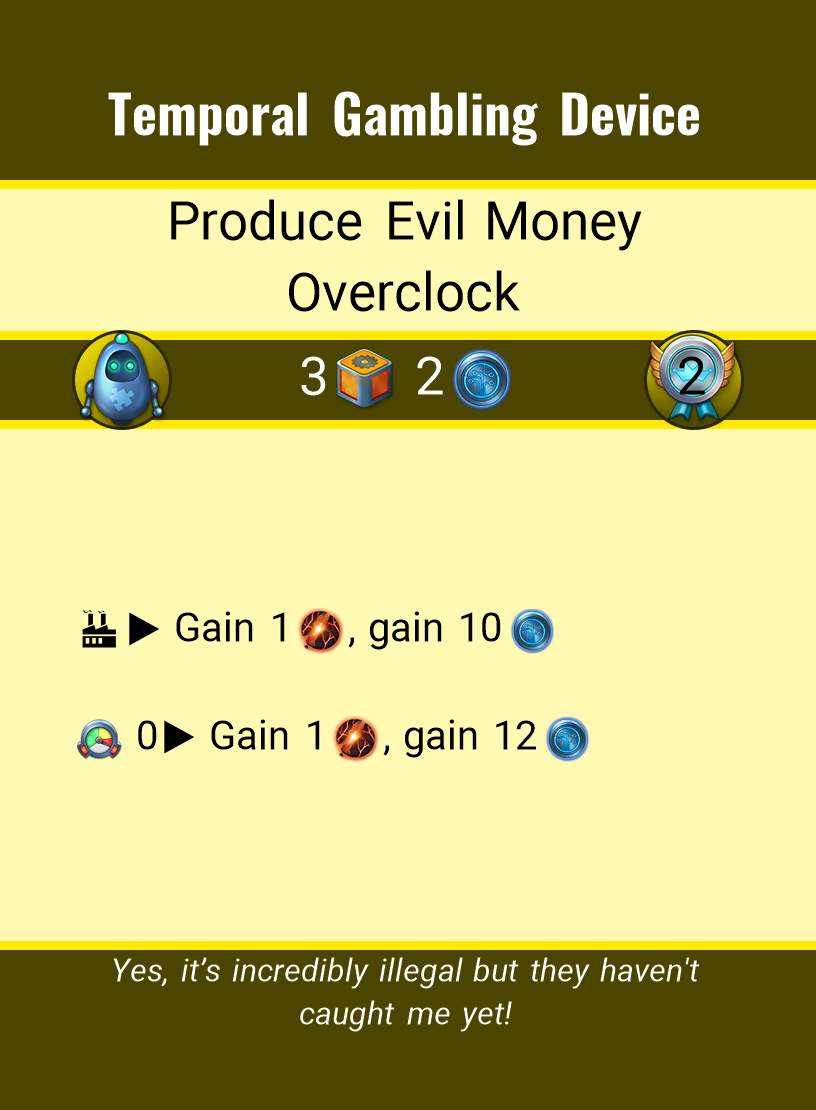 Temporal Gambling Device
Produce Evil Money
Overclock
3 2 2
▶ Gain 1 , gain 10
0▶ Gain 1 , gain 12
Yes, it’s incredibly illegal but they haven't
caught me yet!